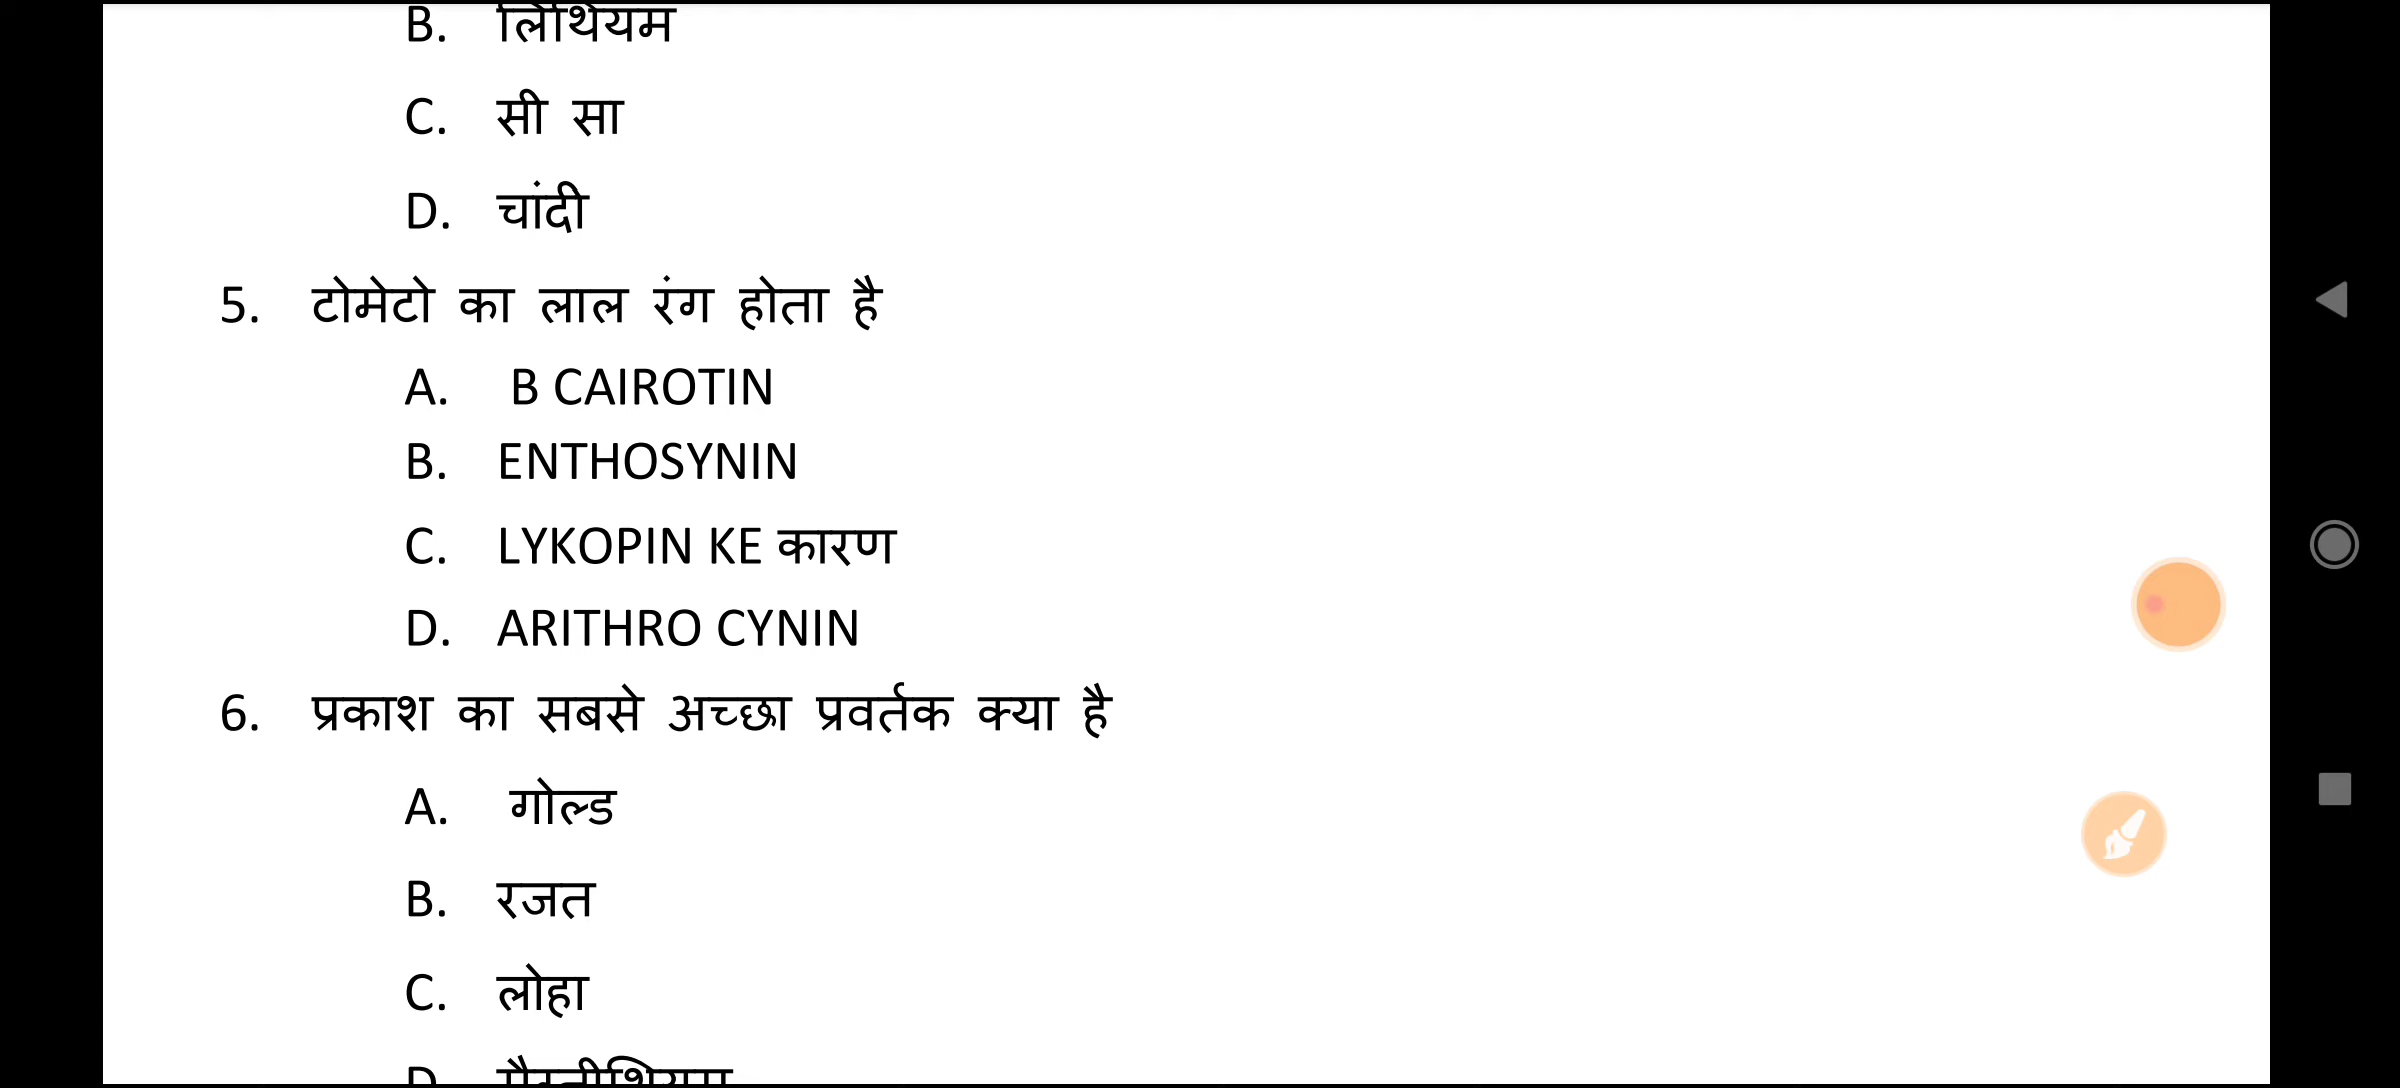 B. लिथियम
C. सी सा
D. चांदी
5. टोमेटो का लाल रंग होता है
A. B CAIROTIN
B. ENTHOSYNIN
C. LYKOPIN KE कारण
D. ARITHRO CYNIN
6. प्रकाश का सबसे अच्छा प्रवर्तक क्या है
A. गोल्ड
B. रजत
C. लोहा
D.